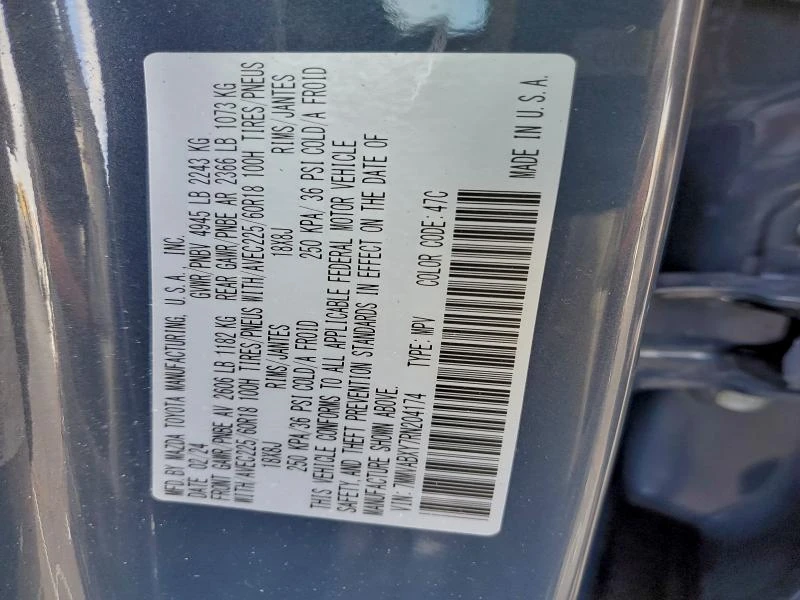 MFD. BY MAZDA TOYOTA MANUFACTURING, U.S.A., INC.
DATE 02/24 GVWR/PNBV 4945 LB 2243 KG
FRONT GAWR/PNBE AV 2606 LB 1182 KG REAR GAWR/PNBE AR 2366 LB 1073 KG
WITH/AVEC225/60R18 100H TIRES/PNEUS WITH/AVEC225/60R18 100H TIRES/PNEUS
18X8J RIMS/JANTES 18X8J RIMS/JANTES
250 KPA/36 PSI COLD/A FROID 250 KPA/ 36 PSI COLD/A FROID
THIS VEHICLE CONFORMS TO ALL APPLICABLE FEDERAL MOTOR VEHICLE
SAFETY, AND THEFT PREVENTION STANDARDS IN EFFECT ON THE DATE OF
MANUFACTURE SHOWN ABOVE.
VIN: 7MMVABXY7RN204174 TYPE: MPV COLOR CODE: 47C
MADE IN U.S.A.